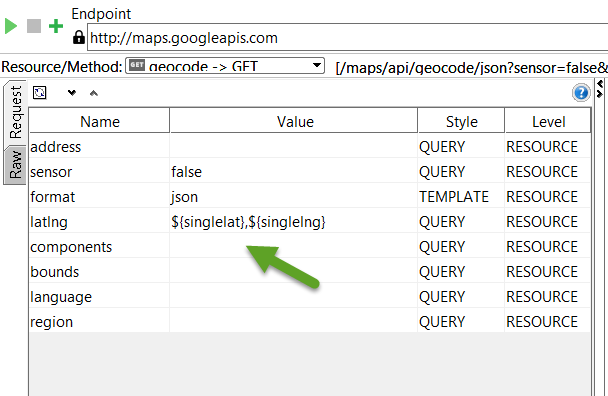 Endpoint
http://maps.googleapis.com
Resource/Method: GET geocode -> GET [/maps/api/geocode/json?sensor=false&
Request
Raw
Name Value Style Level
address QUERY RESOURCE
sensor false QUERY RESOURCE
format json TEMPLATE RESOURCE
latlng ${singlelat},${singlelng} QUERY RESOURCE
components QUERY RESOURCE
bounds QUERY RESOURCE
language QUERY RESOURCE
region QUERY RESOURCE